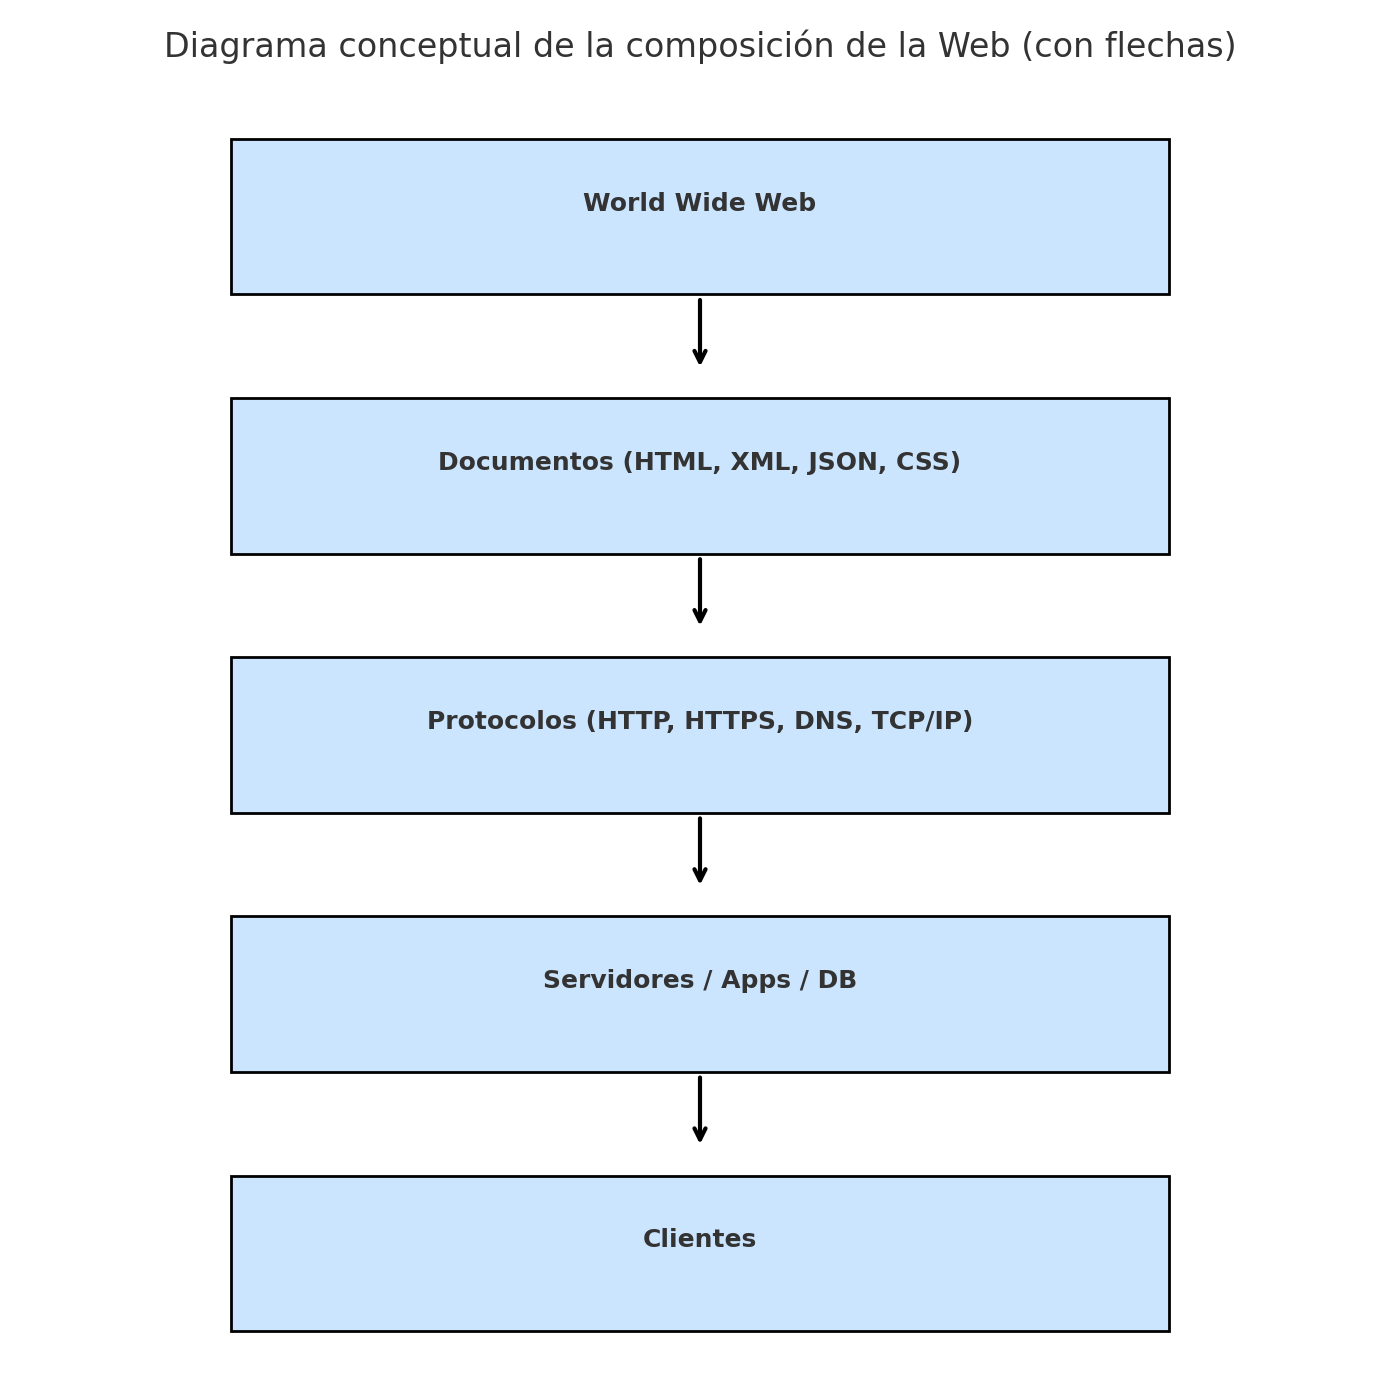 Diagrama conceptual de la composición de la Web (con flechas)
World Wide Web
Documentos (HTML, XML, JSON, CSS)
Protocolos (HTTP, HTTPS, DNS, TCP/IP)
Servidores / Apps / DB
Clientes